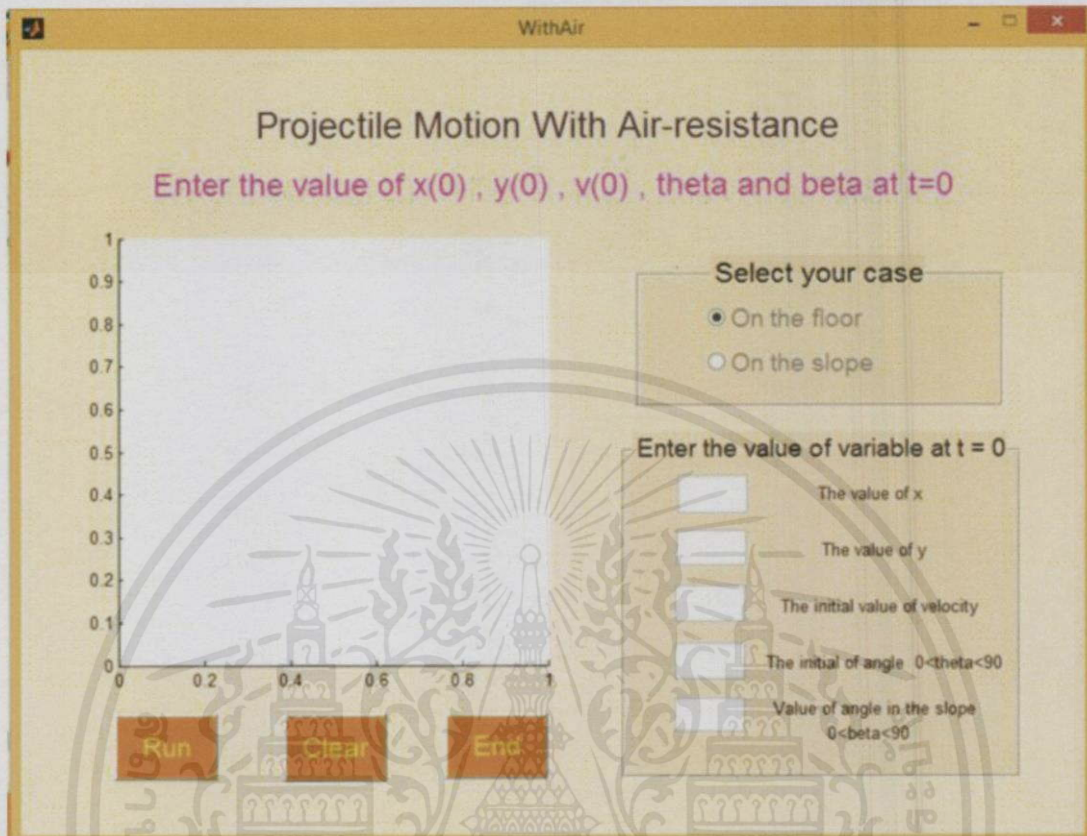 WithAir
Projectile Motion With Air-resistance
Enter the value of x(0) , y(0) , v(0) , theta and beta at t=0
1
0.9
0.8
0.7
0.6
0.5
0.4
0.3
0.2
0.1
0
0 0.2 0.4 0.6 0.8 1
Run Clear End
Select your case
On the floor
On the slope
Enter the value of variable at t = 0
The value of x
The value of y
The initial value of velocity
The initial of angle 0<theta<90
Value of angle in the slope
0<beta<90